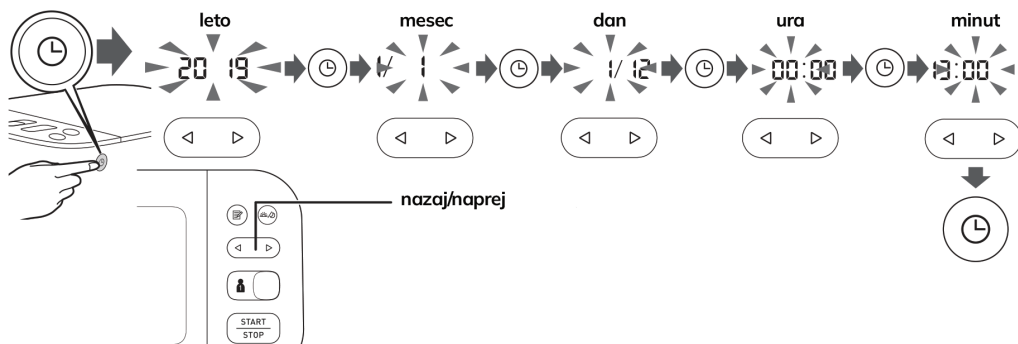 leto mesec dan ura minut
20 19 1/ 1 1/12 00:00 13:00
nazaj/naprej
START
STOP